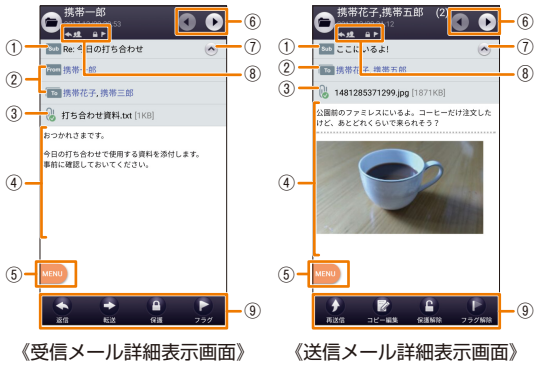 携帯一郎
⑥
① Sub Re: 今日の打ち合わせ ⑦
② From 携帯一郎 ⑧
To 携帯花子,携帯三郎
③ 打ち合わせ資料.txt [1KB]
④
おつかれさまです。
今日の打ち合わせで使用する資料を添付します。
事前に確認しておいてください。
⑤ MENU
返信 転送 保護 フラグ ⑨
《受信メール詳細表示画面》
携帯花子,携帯五郎 (2)
⑥
① Sub ここにいるよ! ⑦
② To 携帯花子,携帯五郎 ⑧
③ 1481285371299.jpg [1871KB]
④
公園前のファミレスにいるよ。コーヒーだけ注文した
けど、あとどれくらいで来られそう？
⑤ MENU
再送信 コピー編集 保護解除 フラグ解除 ⑨
《送信メール詳細表示画面》